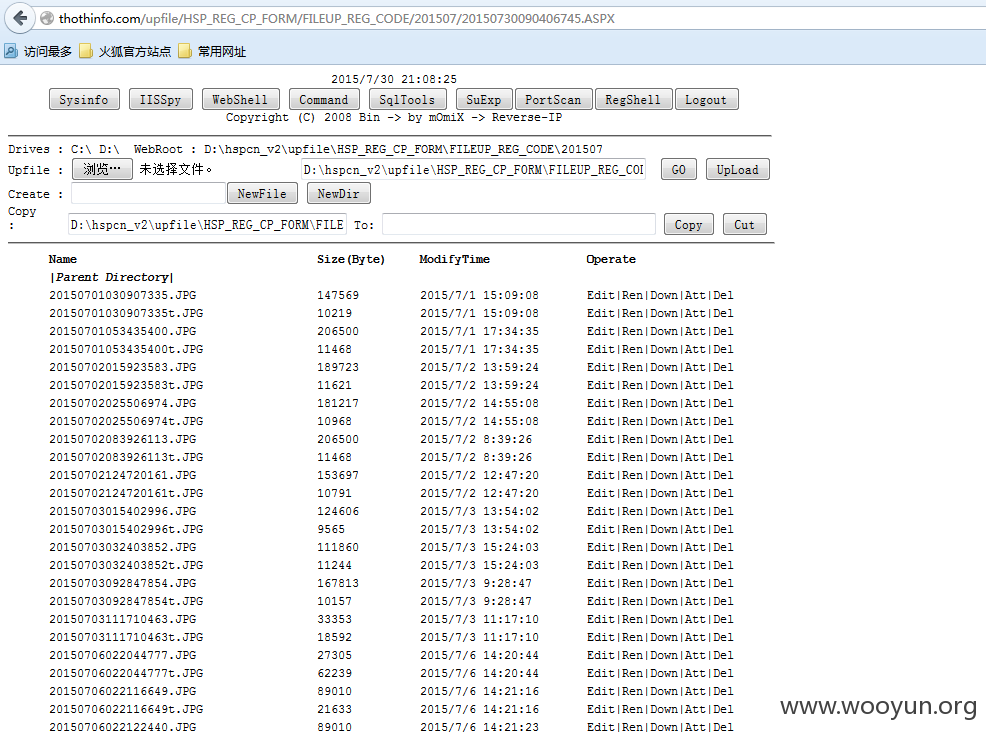 thothinfo.com/upfile/HSP_REG_CP_FORM/FILEUP_REG_CODE/201507/20150730090406745.ASPX
访问最多 火狐官方站点 常用网址
2015/7/30 21:08:25
Sysinfo IISSpy WebShell Command SqlTools SuExp PortScan RegShell Logout
Copyright (C) 2008 Bin -> by mOmiX -> Reverse-IP
Drives : C:\ D:\ WebRoot : D:\hspcn_v2\upfile\HSP_REG_CP_FORM\FILEUP_REG_CODE\201507
Upfile : 浏览… 未选择文件。 D:\hspcn_v2\upfile\HSP_REG_CP_FORM\FILEUP_REG_COI GO UpLoad
Create : NewFile NewDir
Copy
: D:\hspcn_v2\upfile\HSP_REG_CP_FORM\FILE To: Copy Cut
Name Size(Byte) ModifyTime Operate
|Parent Directory|
20150701030907335.JPG 147569 2015/7/1 15:09:08 Edit|Ren|Down|Att|Del
20150701030907335t.JPG 10219 2015/7/1 15:09:08 Edit|Ren|Down|Att|Del
20150701053435400.JPG 206500 2015/7/1 17:34:35 Edit|Ren|Down|Att|Del
20150701053435400t.JPG 11468 2015/7/1 17:34:35 Edit|Ren|Down|Att|Del
20150702015923583.JPG 189723 2015/7/2 13:59:24 Edit|Ren|Down|Att|Del
20150702015923583t.JPG 11621 2015/7/2 13:59:24 Edit|Ren|Down|Att|Del
20150702025506974.JPG 181217 2015/7/2 14:55:08 Edit|Ren|Down|Att|Del
20150702025506974t.JPG 10968 2015/7/2 14:55:08 Edit|Ren|Down|Att|Del
20150702083926113.JPG 206500 2015/7/2 8:39:26 Edit|Ren|Down|Att|Del
20150702083926113t.JPG 11468 2015/7/2 8:39:26 Edit|Ren|Down|Att|Del
20150702124720161.JPG 153697 2015/7/2 12:47:20 Edit|Ren|Down|Att|Del
20150702124720161t.JPG 10791 2015/7/2 12:47:20 Edit|Ren|Down|Att|Del
20150703015402996.JPG 124606 2015/7/3 13:54:02 Edit|Ren|Down|Att|Del
20150703015402996t.JPG 9565 2015/7/3 13:54:02 Edit|Ren|Down|Att|Del
20150703032403852.JPG 111860 2015/7/3 15:24:03 Edit|Ren|Down|Att|Del
20150703032403852t.JPG 11244 2015/7/3 15:24:03 Edit|Ren|Down|Att|Del
20150703092847854.JPG 167813 2015/7/3 9:28:47 Edit|Ren|Down|Att|Del
20150703092847854t.JPG 10157 2015/7/3 9:28:47 Edit|Ren|Down|Att|Del
20150703111710463.JPG 33353 2015/7/3 11:17:10 Edit|Ren|Down|Att|Del
20150703111710463t.JPG 18592 2015/7/3 11:17:10 Edit|Ren|Down|Att|Del
20150706022044777.JPG 27305 2015/7/6 14:20:44 Edit|Ren|Down|Att|Del
20150706022044777t.JPG 62239 2015/7/6 14:20:44 Edit|Ren|Down|Att|Del
20150706022116649.JPG 89010 2015/7/6 14:21:16 Edit|Ren|Down|Att|Del
20150706022116649t.JPG 21633 2015/7/6 14:21:16 Edit|Ren|Down|Att|Del
20150706022122440.JPG 89010 2015/7/6 14:21:23 Edit|Ren|Down|Att|Del
www.wooyun.org